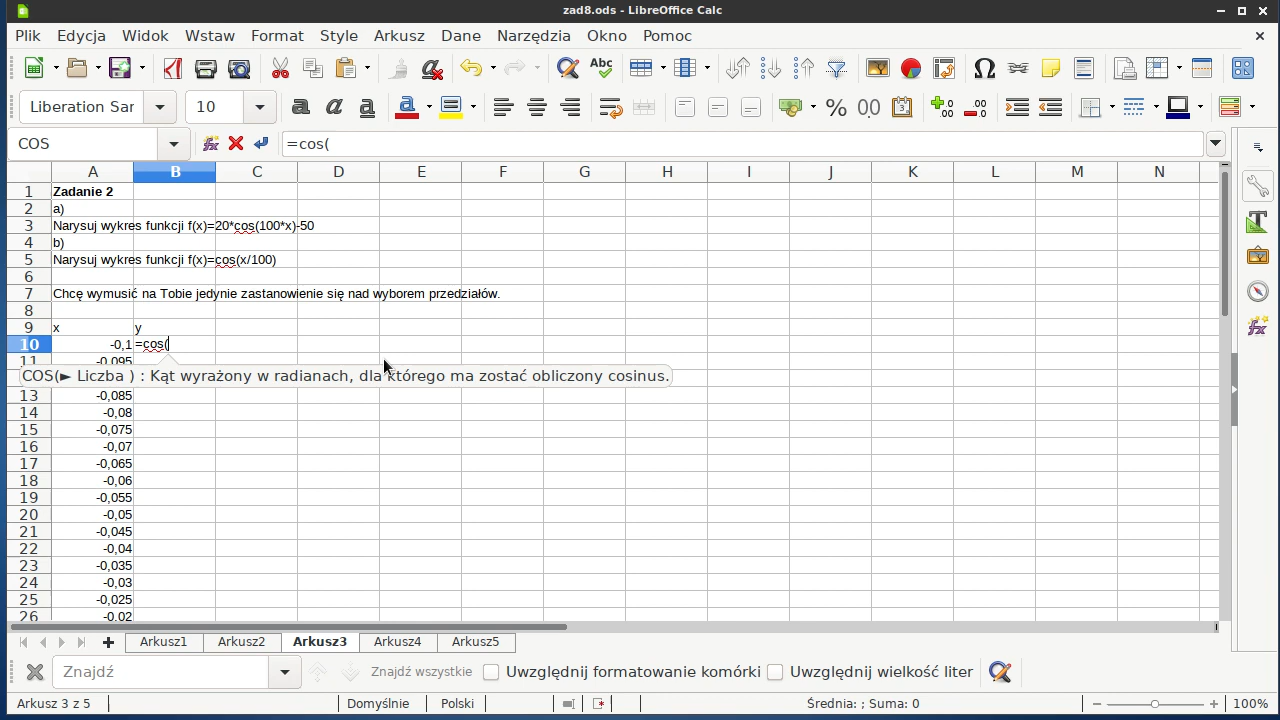 zad8.ods - LibreOffice Calc
Plik Edycja Widok Wstaw Format Style Arkusz Dane Narzędzia Okno Pomoc
Abc
Liberation Sar 10 a a a a
COS =cos(
A B C D E F G H I J K L M N
1 Zadanie 2
2 a)
3 Narysuj wykres funkcji f(x)=20*cos(100*x)-50
4 b)
5 Narysuj wykres funkcji f(x)=cos(x/100)
6
7 Chcę wymusić na Tobie jedynie zastanowienie się nad wyborem przedziałów.
8
9 x y
10 -0,1 =cos(
11 -0,095
COS(► Liczba ) : Kąt wyrażony w radianach, dla którego ma zostać obliczony cosinus.
13 -0,085
14 -0,08
15 -0,075
16 -0,07
17 -0,065
18 -0,06
19 -0,055
20 -0,05
21 -0,045
22 -0,04
23 -0,035
24 -0,03
25 -0,025
26 -0,02
Arkusz1 Arkusz2 Arkusz3 Arkusz4 Arkusz5
Znajdź Znajdź wszystkie Uwzględnij formatowanie komórki Uwzględnij wielkość liter
Arkusz 3 z 5 Domyślnie Polski Średnia: ; Suma: 0 100%